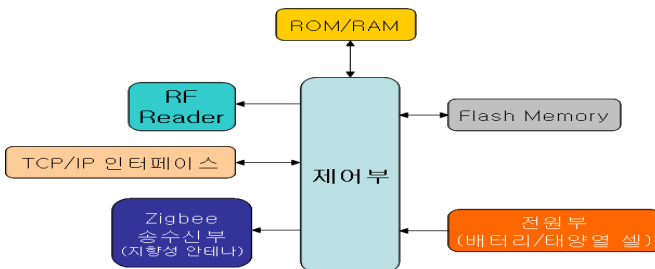 ROM/RAM
RF
Reader
Flash Memory
TCP/IP 인터페이스
제어부
Zigbee
송수신부
(지향성 안테나)
전원부
(배터리/태양열 셀)